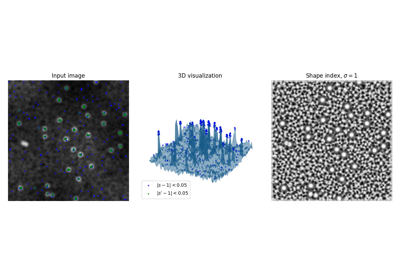 Input image
3D visualization
Shape index, σ = 1
|s − 1| < 0.05
|s' − 1| < 0.05